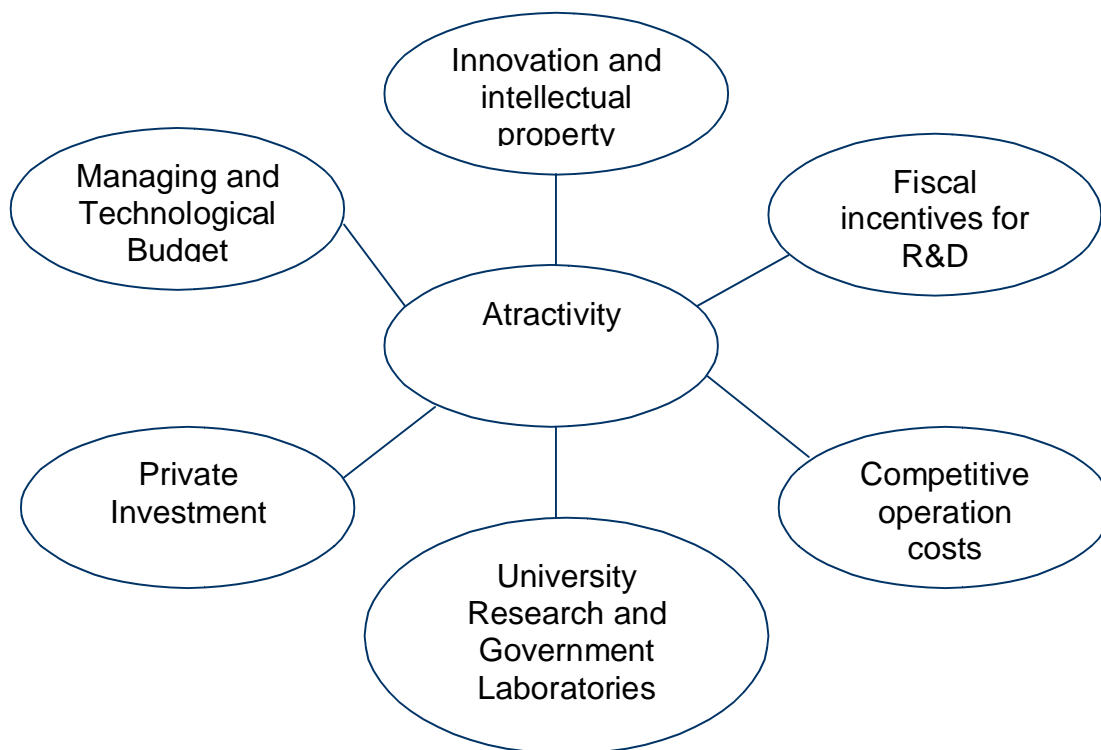 Innovation and
intellectual
property
Managing and
Technological
Budget
Fiscal
incentives for
R&D
Atractivity
Private
Investment
Competitive
operation
costs
University
Research and
Government
Laboratories